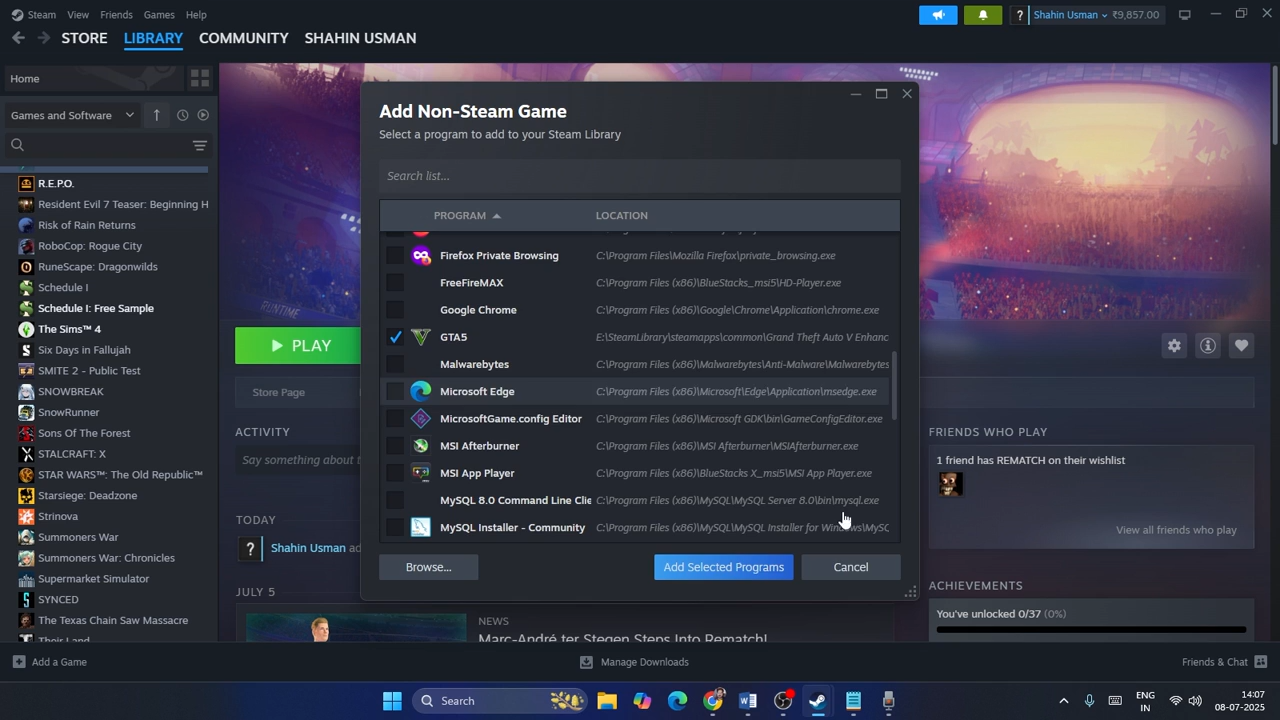 Steam View Friends Games Help
? Shahin Usman ₹9,857.00
STORE LIBRARY COMMUNITY SHAHIN USMAN
Home
Games and Software
R.E.P.O.
Resident Evil 7 Teaser: Beginning H
Risk of Rain Returns
RoboCop: Rogue City
RuneScape: Dragonwilds
Schedule I
Schedule I: Free Sample
The Sims™ 4
Six Days in Fallujah
SMITE 2 - Public Test
SNOWBREAK
SnowRunner
Sons Of The Forest
STALCRAFT: X
STAR WARS™: The Old Republic™
Starsiege: Deadzone
Strinova
Summoners War
Summoners War: Chronicles
Supermarket Simulator
SYNCED
The Texas Chain Saw Massacre
Their Land
Add Non-Steam Game
Select a program to add to your Steam Library
Search list...
PROGRAM LOCATION
Firefox Private Browsing C:\Program Files\Mozilla Firefox\private_browsing.exe
FreeFireMAX C:\Program Files (x86)\BlueStacks_msi5\HD-Player.exe
Google Chrome C:\Program Files (x86)\Google\Chrome\Application\chrome.exe
GTA5 E:\SteamLibrary\steamapps\common\Grand Theft Auto V Enhanc
Malwarebytes C:\Program Files (x86)\Malwarebytes\Anti-Malware\Malwarebytes
Microsoft Edge C:\Program Files (x86)\Microsoft\Edge\Application\msedge.exe
MicrosoftGame.config Editor C:\Program Files (x86)\Microsoft GDK\bin\GameConfigEditor.exe
MSI Afterburner C:\Program Files (x86)\MSI Afterburner\MSIAfterburner.exe
MSI App Player C:\Program Files (x86)\BlueStacks X_msi5\MSI App Player.exe
MySQL 8.0 Command Line Clie C:\Program Files (x86)\MySQL\MySQL Server 8.0\bin\mysql.exe
MySQL Installer - Community C:\Program Files (x86)\MySQL\MySQL Installer for Windows\MySC
Browse... Add Selected Programs Cancel
PLAY
Store Page
ACTIVITY
Say something about t
TODAY
? Shahin Usman ad
JULY 5
NEWS
Marc-André ter Stegen Steps Into Rematch!
FRIENDS WHO PLAY
1 friend has REMATCH on their wishlist
View all friends who play
ACHIEVEMENTS
You've unlocked 0/37 (0%)
Add a Game Manage Downloads Friends & Chat
Search
ENG
IN
14:07
08-07-2025